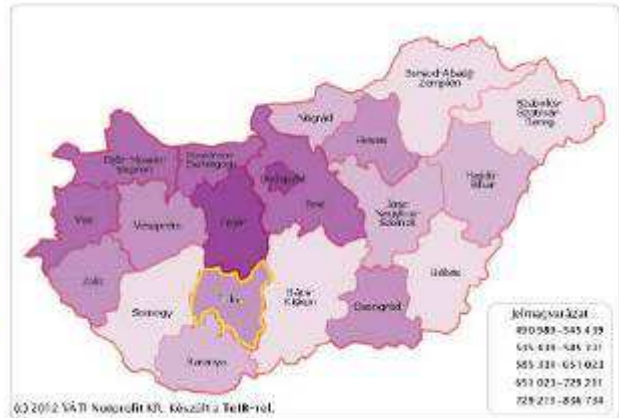 Borsod-Abaúj-
Zemplén
Szabolcs-
Szatmár-
Bereg
Nógrád
Heves
Győr-Moson-
Sopron
Komárom-
Esztergom
Budapest
Hajdú-
Bihar
Vas
Veszprém
Fejér
Pest
Jász-
Nagykun-
Szolnok
Zala
Somogy
Tolna
Bács-
Kiskun
Békés
Csongrád
Baranya
Jelmagyarázat
(c) 2012 VÁTI Nonprofit Kft. Készült a TeIR-rel.